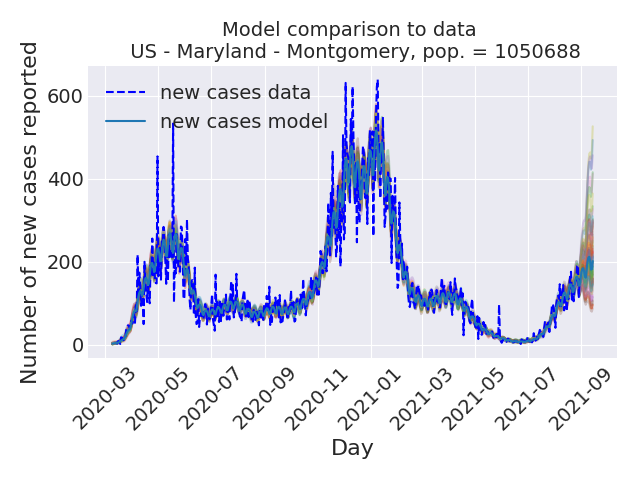 Model comparison to data
US - Maryland - Montgomery, pop. = 1050688
Number of new cases reported
600
400
200
0
new cases data
new cases model
2020-03
2020-05
2020-07
2020-09
2020-11
2021-01
2021-03
2021-05
2021-07
2021-09
Day